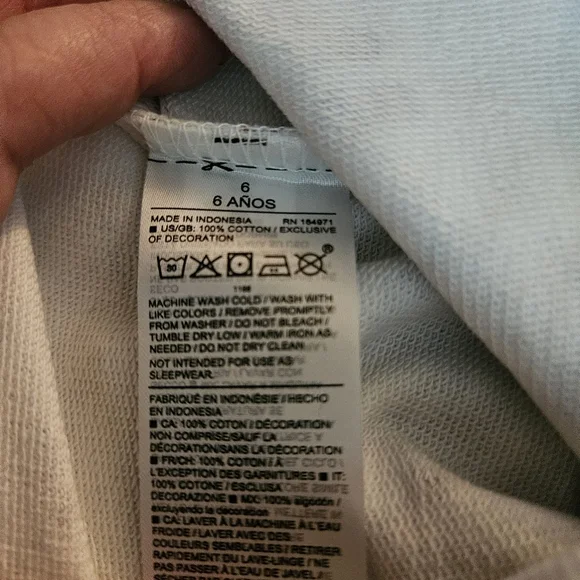 6
6 AÑOS
MADE IN INDONESIA RN 164971
■ US/GB: 100% COTTON / EXCLUSIVE
OF DECORATION
30
®
1166
MACHINE WASH COLD / WASH WITH
LIKE COLORS / REMOVE PROMPTLY
FROM WASHER / DO NOT BLEACH /
TUMBLE DRY LOW / WARM IRON AS
NEEDED / DO NOT DRY CLEAN
NOT INTENDED FOR USE AS
SLEEPWEAR.
FABRIQUÉ EN INDONÉSIE / HECHO
EN INDONESIA
■ CA: 100% COTON / DÉCORATION
NON COMPRISE/SAUF LA
DÉCORATION/SANS LA DÉCORATION
■ FR/CH: 100% COTON / À
L'EXCEPTION DES GARNITURES ■ IT:
100% COTONE / ESCLUSA
DECORAZIONE ■ MX: 100% algodón /
excluyendo la decoration
■ CA: LAVER À LA MACHINE À L'EAU
FROIDE / LAVER AVEC DES
COULEURS SEMBLABLES / RETIRER
RAPIDEMENT DU LAVE-LINGE / NE
PAS PASSER À L'EAU DE JAVEL /